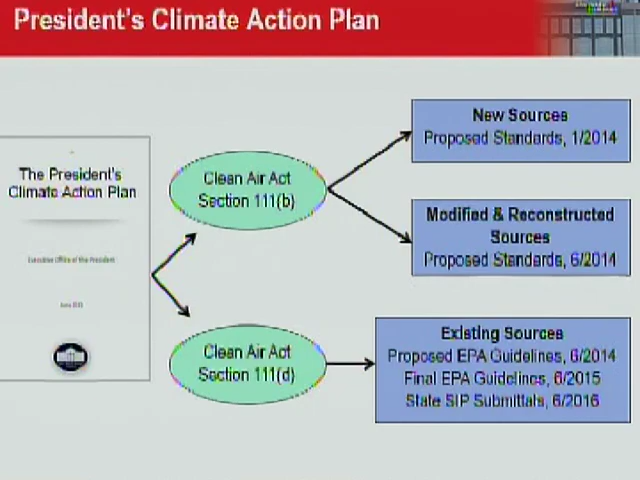 President's Climate Action Plan
The President's
Climate Action Plan
Executive Office of the President
June 2013
Clean Air Act
Section 111(b)
Clean Air Act
Section 111(d)
New Sources
Proposed Standards, 1/2014
Modified & Reconstructed
Sources
Proposed Standards, 6/2014
Existing Sources
Proposed EPA Guidelines, 6/2014
Final EPA Guidelines, 6/2015
State SIP Submittals, 6/2016